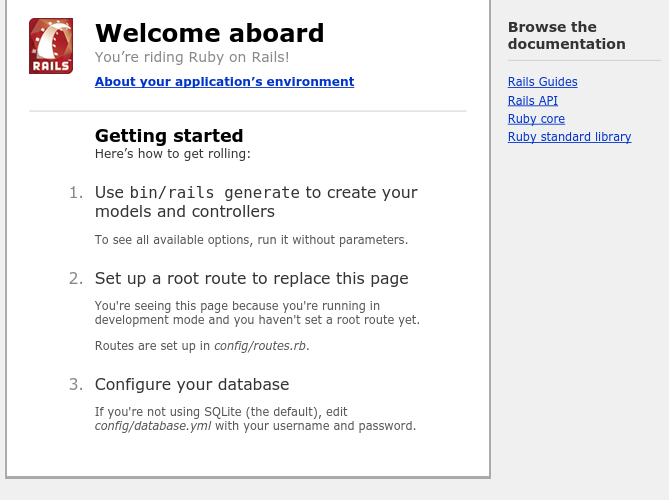 RAILS
Welcome aboard
You’re riding Ruby on Rails!
About your application’s environment
Getting started
Here’s how to get rolling:
1. Use bin/rails generate to create your
models and controllers
To see all available options, run it without parameters.
2. Set up a root route to replace this page
You're seeing this page because you're running in
development mode and you haven't set a root route yet.
Routes are set up in config/routes.rb.
3. Configure your database
If you're not using SQLite (the default), edit
config/database.yml with your username and password.
Browse the
documentation
Rails Guides
Rails API
Ruby core
Ruby standard library